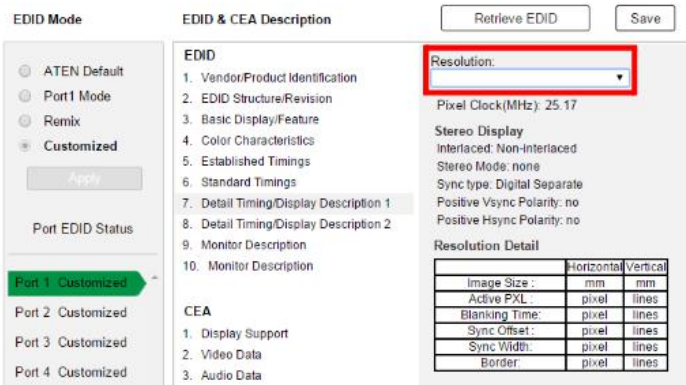 EDID Mode
EDID & CEA Description
Retrieve EDID
Save
ATEN Default
Port1 Mode
Remix
Customized
Apply
Port EDID Status
Port 1 Customized
Port 2 Customized
Port 3 Customized
Port 4 Customized
EDID
1. Vendor/Product Identification
2. EDID Structure/Revision
3. Basic Display/Feature
4. Color Characteristics
5. Established Timings
6. Standard Timings
7. Detail Timing/Display Description 1
8. Detail Timing/Display Description 2
9. Monitor Description
10. Monitor Description
CEA
1. Display Support
2. Video Data
3. Audio Data
Resolution:
Pixel Clock(MHz): 25.17
Stereo Display
Interlaced: Non-interlaced
Stereo Mode: none
Sync type: Digital Separate
Positive Vsync Polarity: no
Positive Hsync Polarity: no
Resolution Detail
Horizontal Vertical
Image Size : mm mm
Active PXL : pixel lines
Blanking Time: pixel lines
Sync Offset : pixel lines
Sync Width: pixel lines
Border: pixel lines